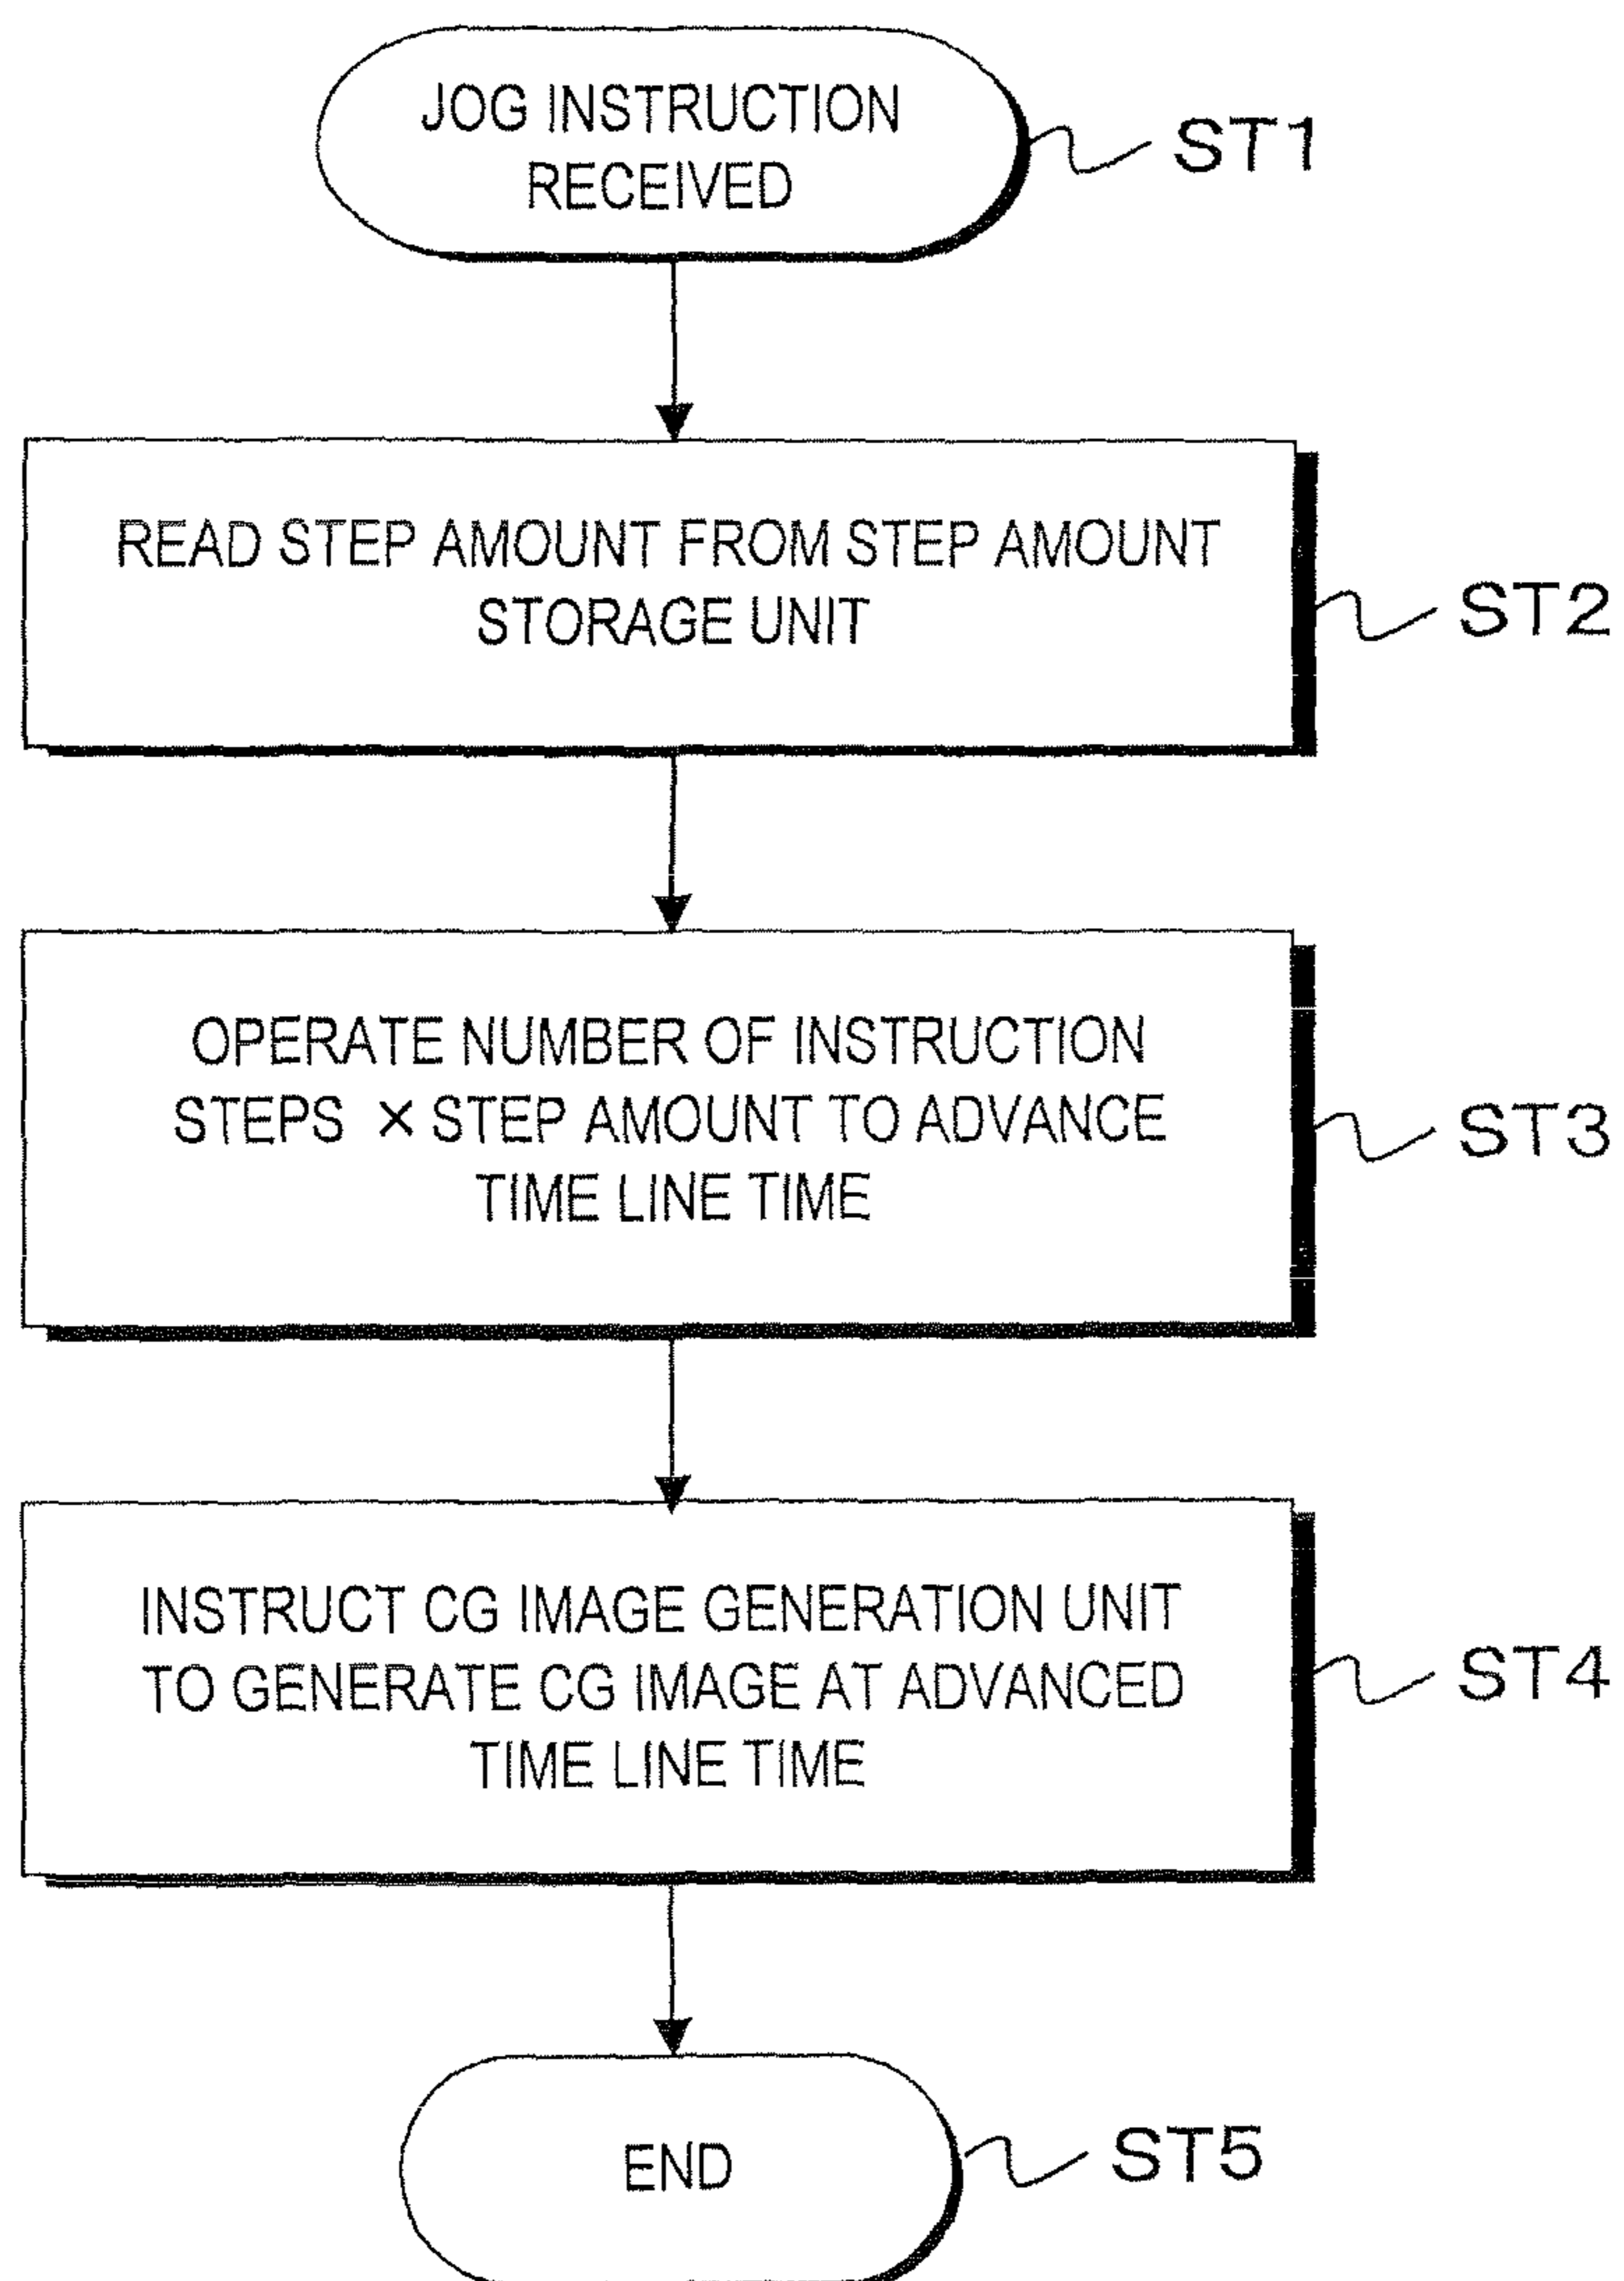 JOG INSTRUCTION
RECEIVED
ST1
READ STEP AMOUNT FROM STEP AMOUNT
STORAGE UNIT
ST2
OPERATE NUMBER OF INSTRUCTION
STEPS × STEP AMOUNT TO ADVANCE
TIME LINE TIME
ST3
INSTRUCT CG IMAGE GENERATION UNIT
TO GENERATE CG IMAGE AT ADVANCED
TIME LINE TIME
ST4
END
ST5